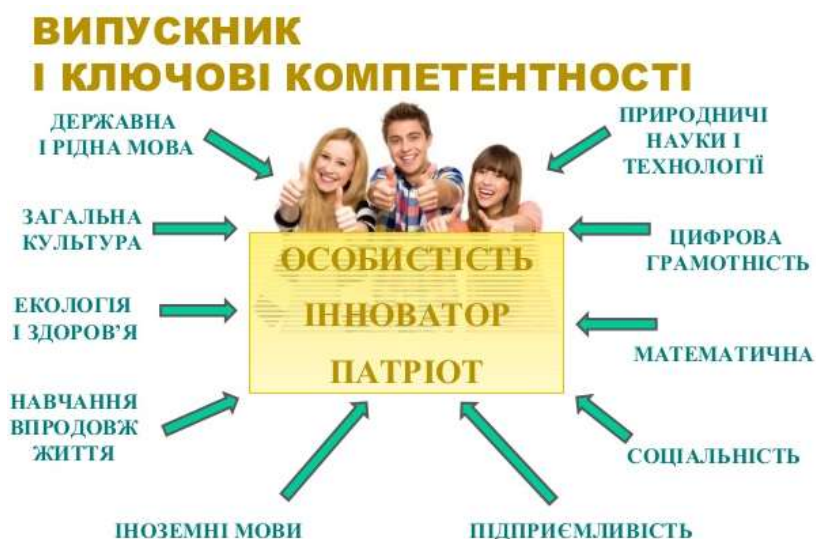 ВИПУСКНИК
І КЛЮЧОВІ КОМПЕТЕНТНОСТІ
ДЕРЖАВНА
І РІДНА МОВА
ЗАГАЛЬНА
КУЛЬТУРА
ЕКОЛОГІЯ
І ЗДОРОВ’Я
НАВЧАННЯ
ВПРОДОВЖ
ЖИТТЯ
ІНОЗЕМНІ МОВИ
ОСОБИСТІСТЬ
ІННОВАТОР
ПАТРІОТ
ПРИРОДНИЧІ
НАУКИ І
ТЕХНОЛОГІЇ
ЦИФРОВА
ГРАМОТНІСТЬ
МАТЕМАТИЧНА
СОЦІАЛЬНІСТЬ
ПІДПРИЄМЛИВІСТЬ